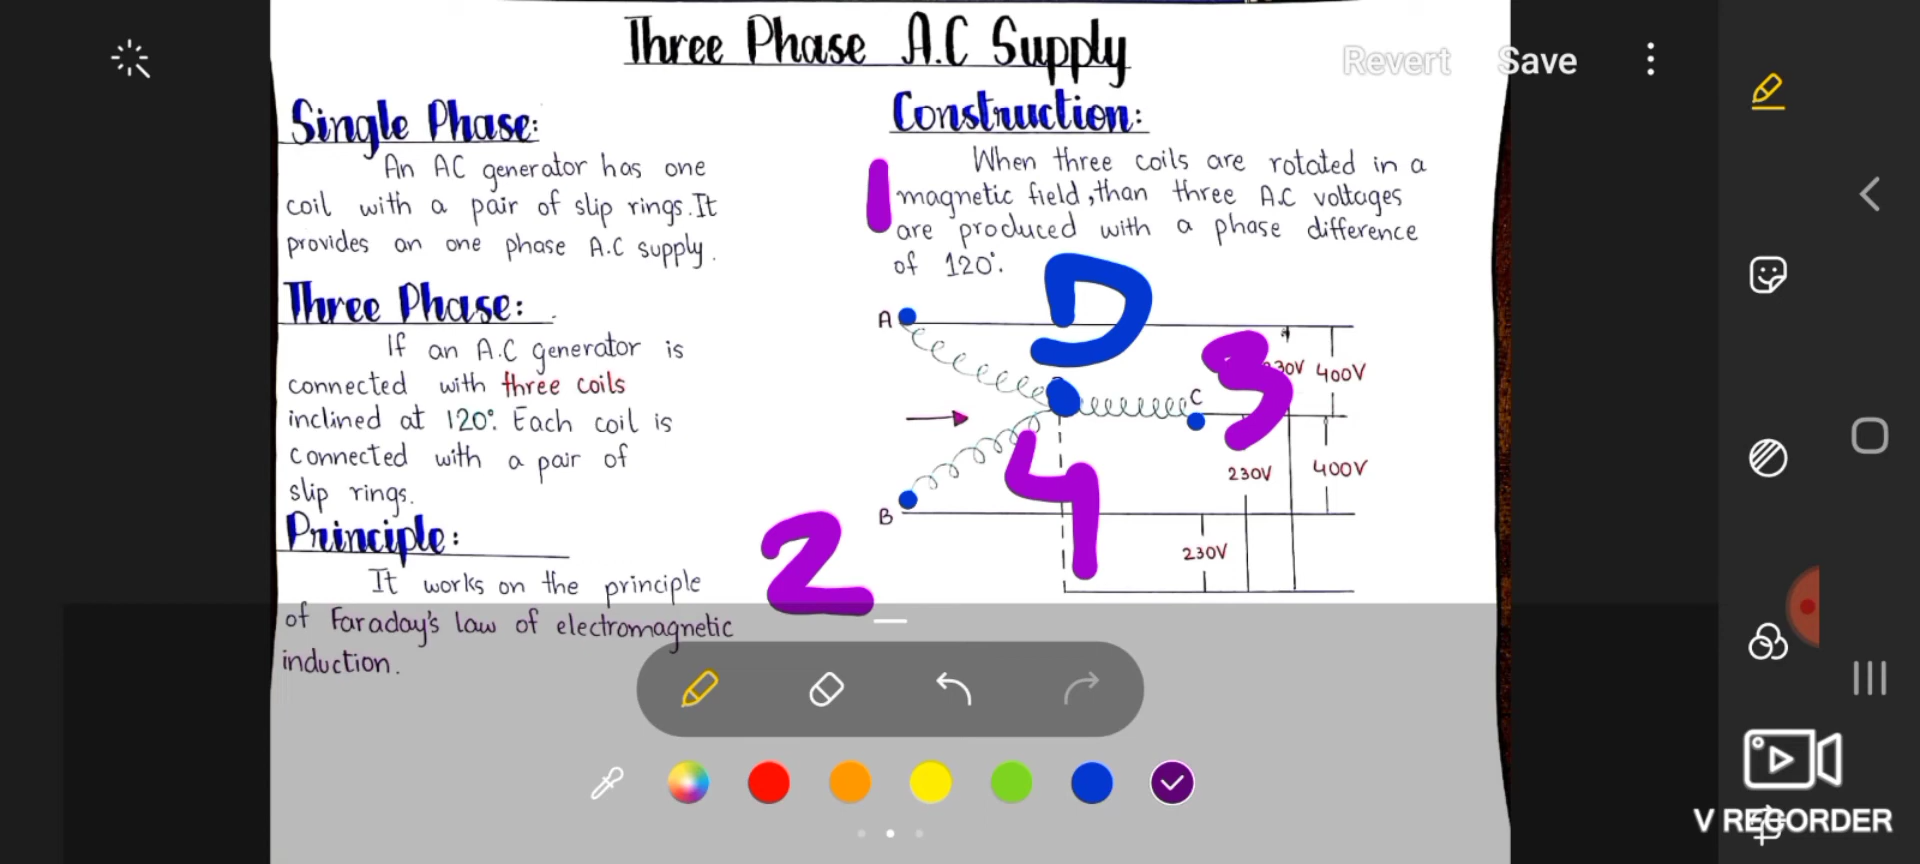 Three Phase A.C Supply
Revert Save
Single Phase:
An AC generator has one
coil with a pair of slip rings. It
provides an one phase A.C supply.
Three Phase:
If an A.C generator is
connected with three coils
inclined at 120°. Each coil is
connected with a pair of
slip rings.
Principle:
It works on the principle
of Faraday's law of electromagnetic
induction.
Construction:
When three coils are rotated in a
magnetic field, than three A.C voltages
are produced with a phase difference
of 120°.
1
D
A
3
30V 400V
C
4
230V 400V
B
2
230V
V RECORDER